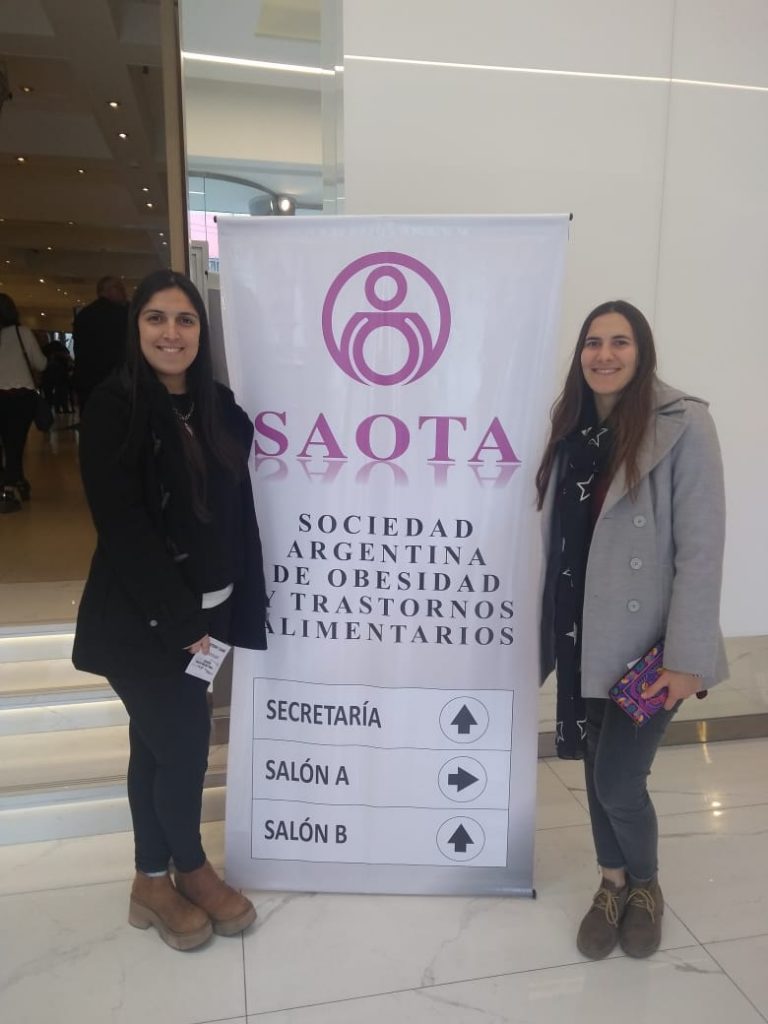 SAOTA
SOCIEDAD
ARGENTINA
DE OBESIDAD
Y TRASTORNOS
ALIMENTARIOS
SECRETARÍA
SALÓN A
SALÓN B